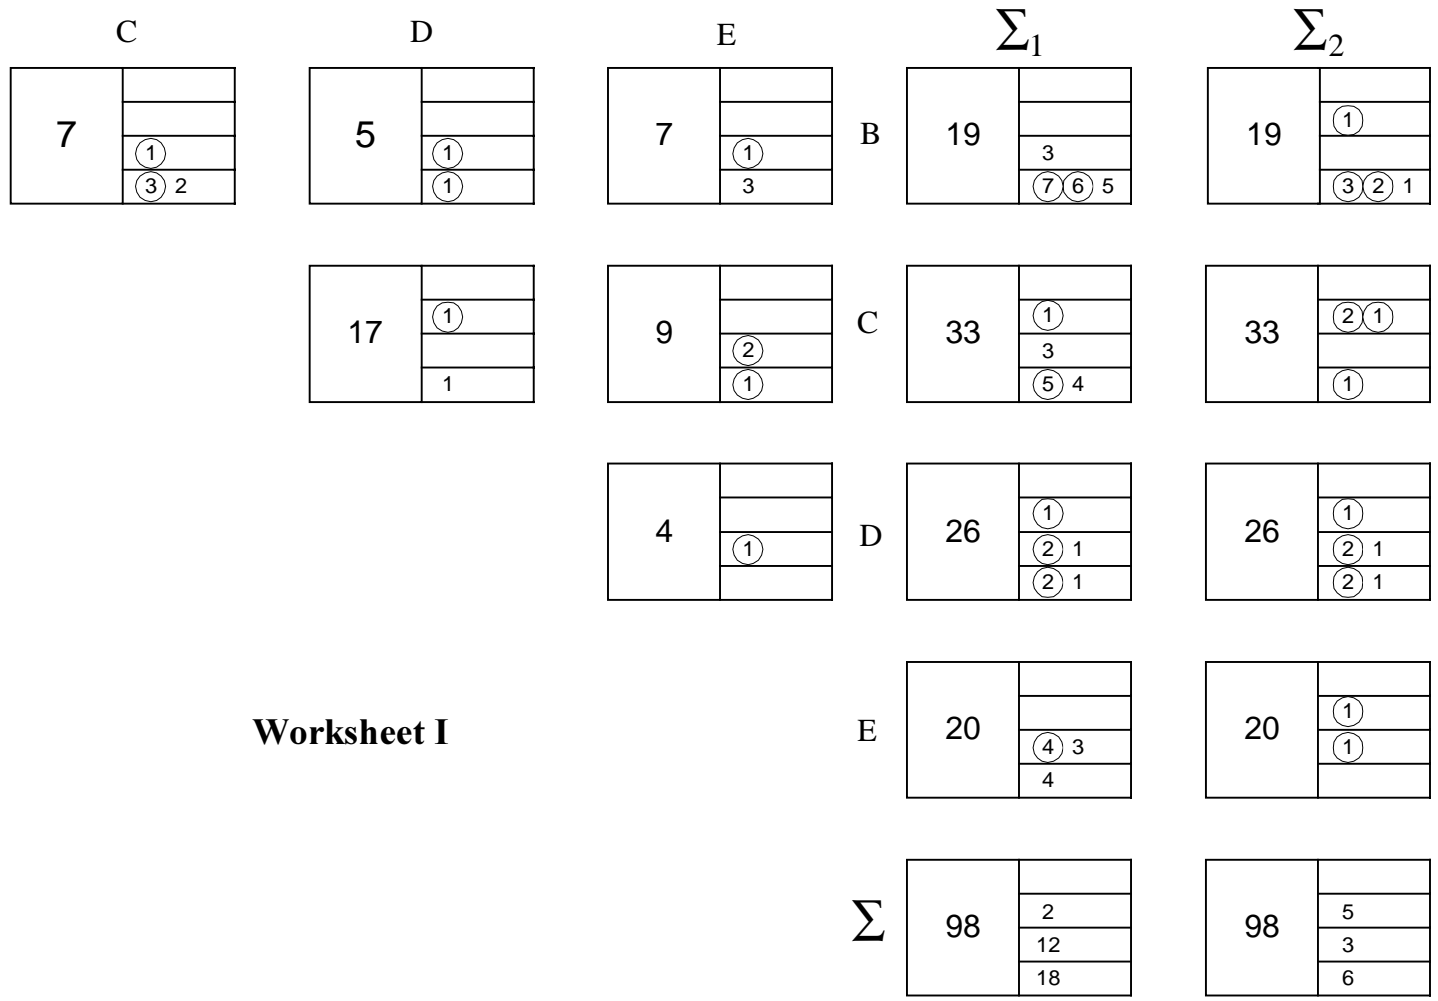 C D E Σ1 Σ2
7 ① ③ 2
5 ① ①
7 ① 3
B
19 3 ⑦ ⑥ 5
19 ① ③ ② 1
17 ① 1
9 ② ①
C
33 ① 3 ⑤ 4
33 ② ① ①
4 ①
D
26 ① ② 1 ② 1
26 ① ② 1 ② 1
Worksheet I
E
20 ④ 3 4
20 ① ①
Σ
98 2 12 18
98 5 3 6